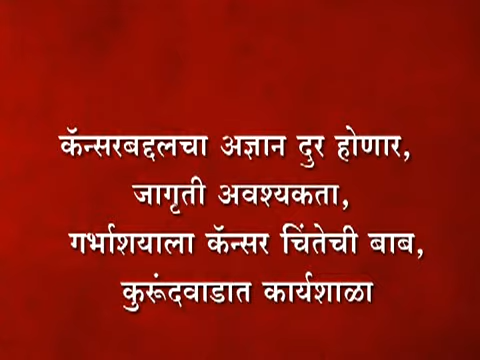 कॅन्सरबद्दलचा अज्ञान दुर होणार,
जागृती अवश्यकता,
गर्भाशयाला कॅन्सर चिंतेची बाब,
कुरूंदवाडात कार्यशाळा